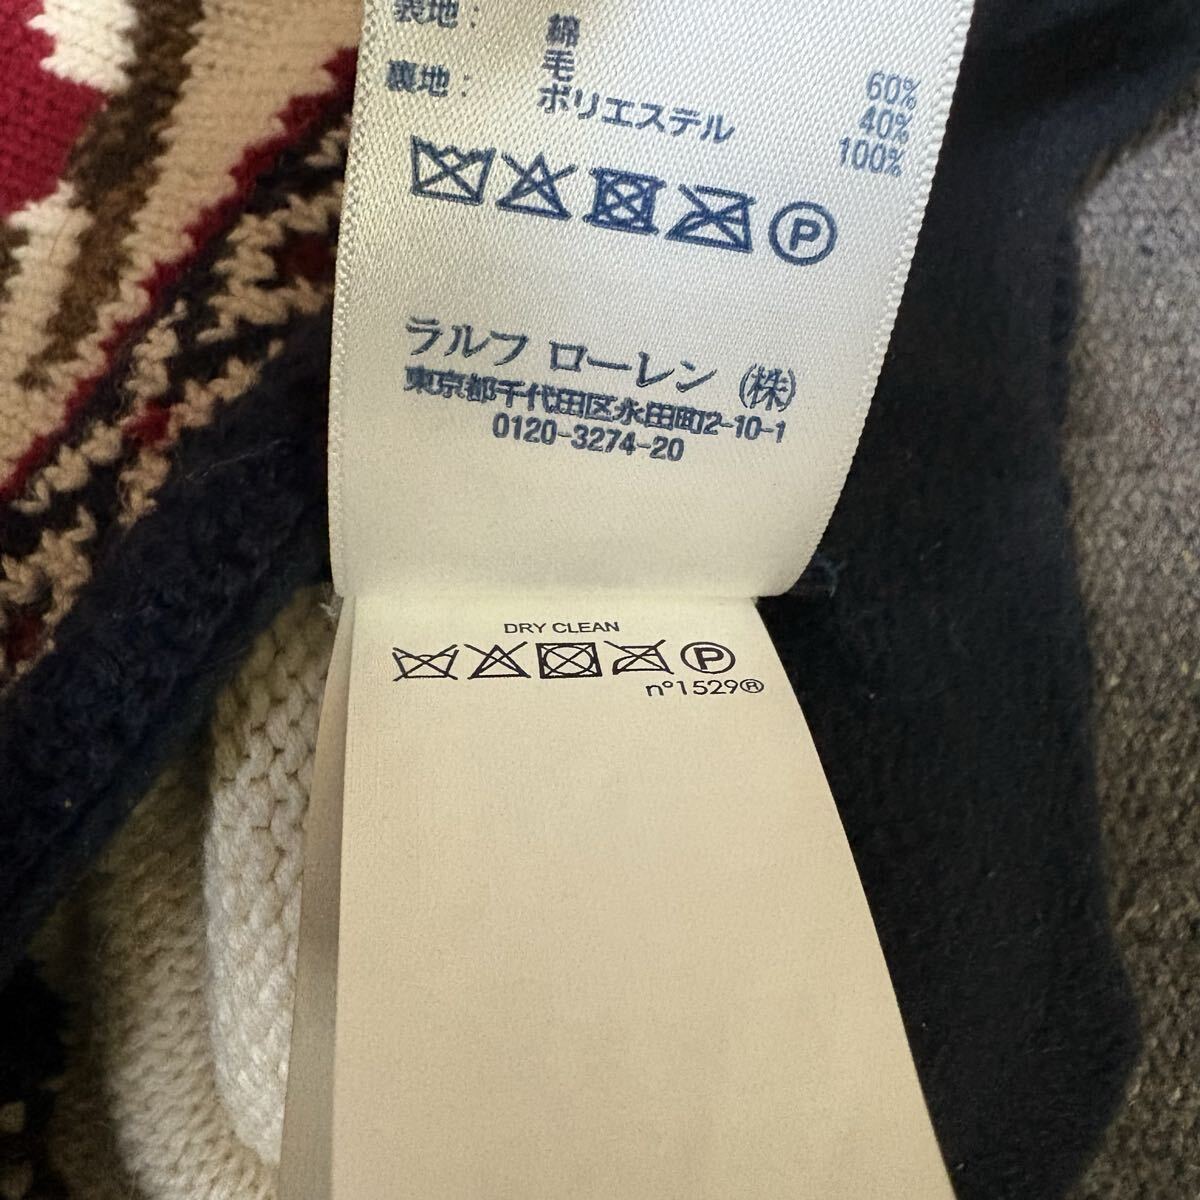 表地: 綿 60%
毛 40%
裏地: ポリエステル 100%
P
ラルフ ローレン (株)
東京都千代田区永田町2-10-1
0120-3274-20
DRY CLEAN
P
n°1529®